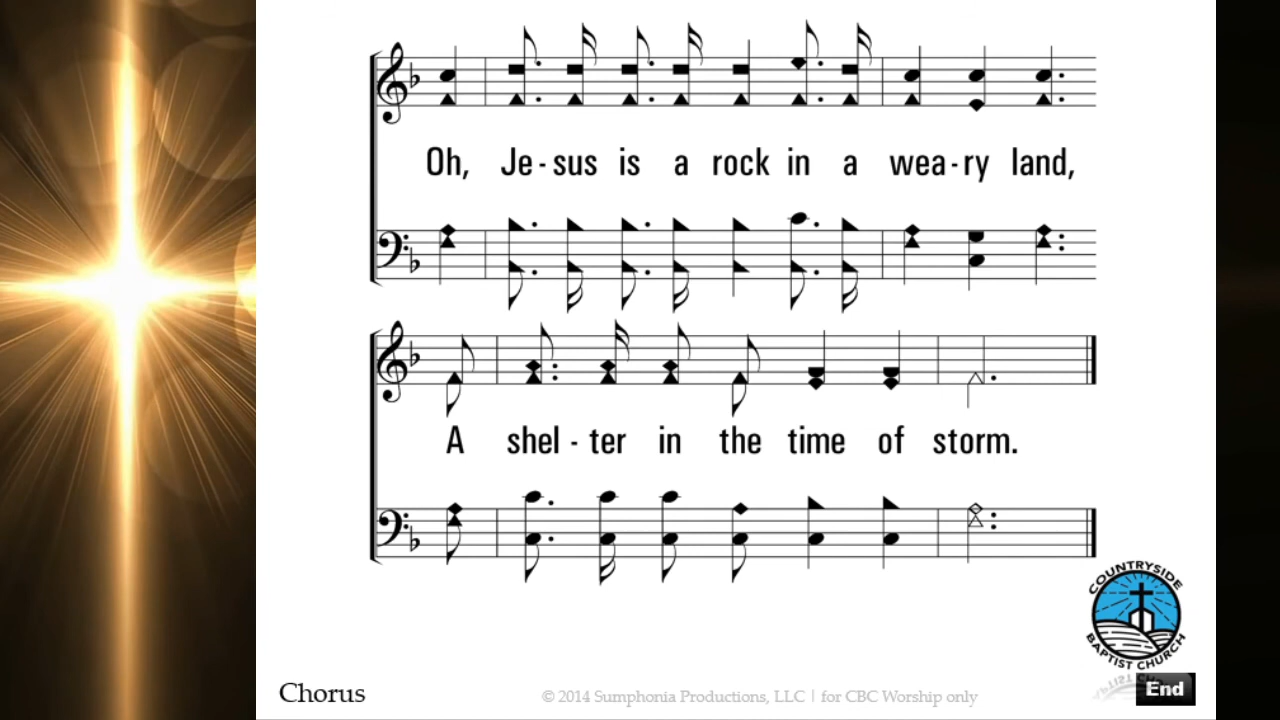 Oh, Je - sus is a rock in a wea - ry land,
A shel - ter in the time of storm.
COUNTRYSIDE
BAPTIST CHURCH
End
Chorus
© 2014 Sumphonia Productions, LLC | for CBC Worship only